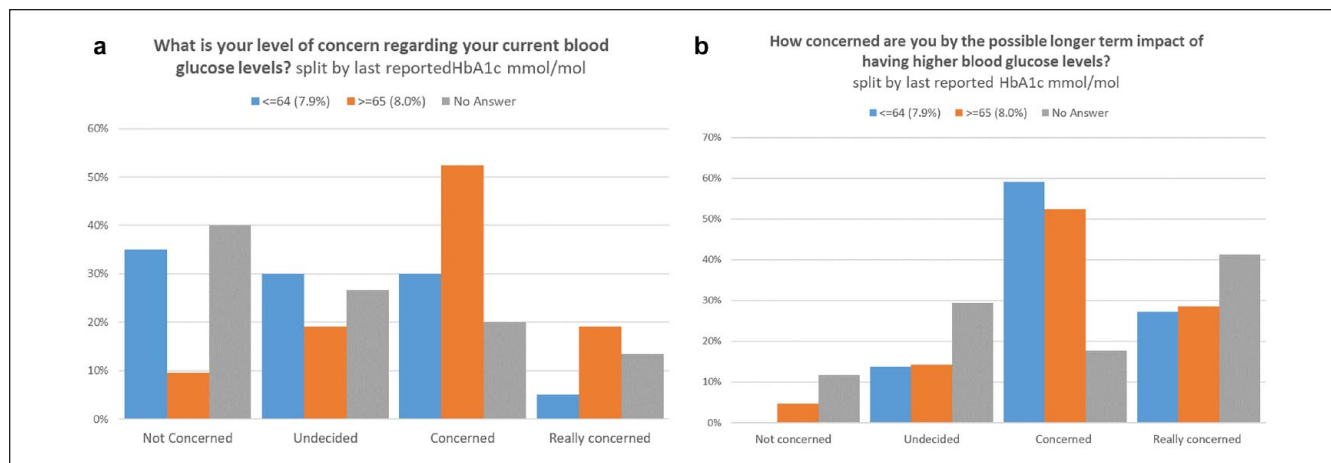 a
What is your level of concern regarding your current blood
glucose levels? split by last reportedHbA1c mmol/mol
<=64 (7.9%) >=65 (8.0%) No Answer
60%
50%
40%
30%
20%
10%
0%
Not Concerned Undecided Concerned Really concerned
b
How concerned are you by the possible longer term impact of
having higher blood glucose levels?
split by last reported HbA1c mmol/mol
<=64 (7.9%) >=65 (8.0%) No Answer
70%
60%
50%
40%
30%
20%
10%
0%
Not concerned Undecided Concerned Really concerned